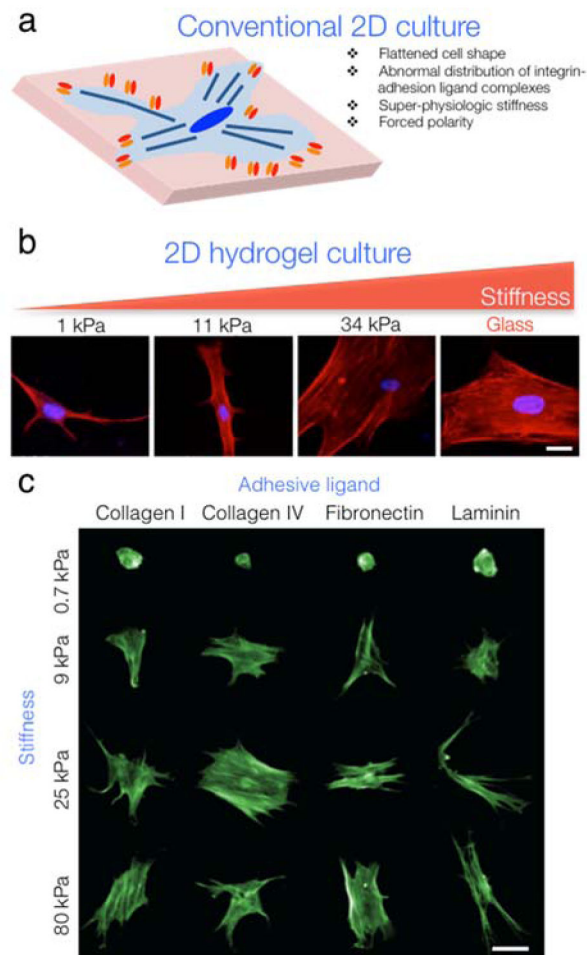 a
Conventional 2D culture
❖ Flattened cell shape
❖ Abnormal distribution of integrin-
adhesion ligand complexes
❖ Super-physiologic stiffness
❖ Forced polarity
b
2D hydrogel culture
Stiffness
1 kPa 11 kPa 34 kPa Glass
c
Adhesive ligand
Collagen I Collagen IV Fibronectin Laminin
Stiffness
0.7 kPa
9 kPa
25 kPa
80 kPa